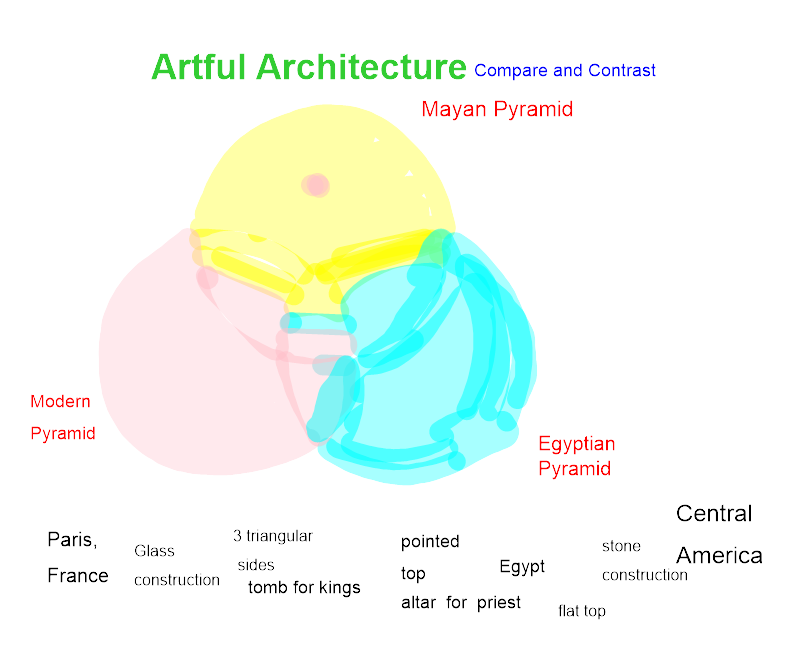 Artful Architecture Compare and Contrast
Mayan Pyramid
Modern
Pyramid
Egyptian
Pyramid
Paris,
France
Glass
construction
3 triangular
sides
tomb for kings
pointed
top
altar for priest
Egypt
flat top
stone
construction
Central
America